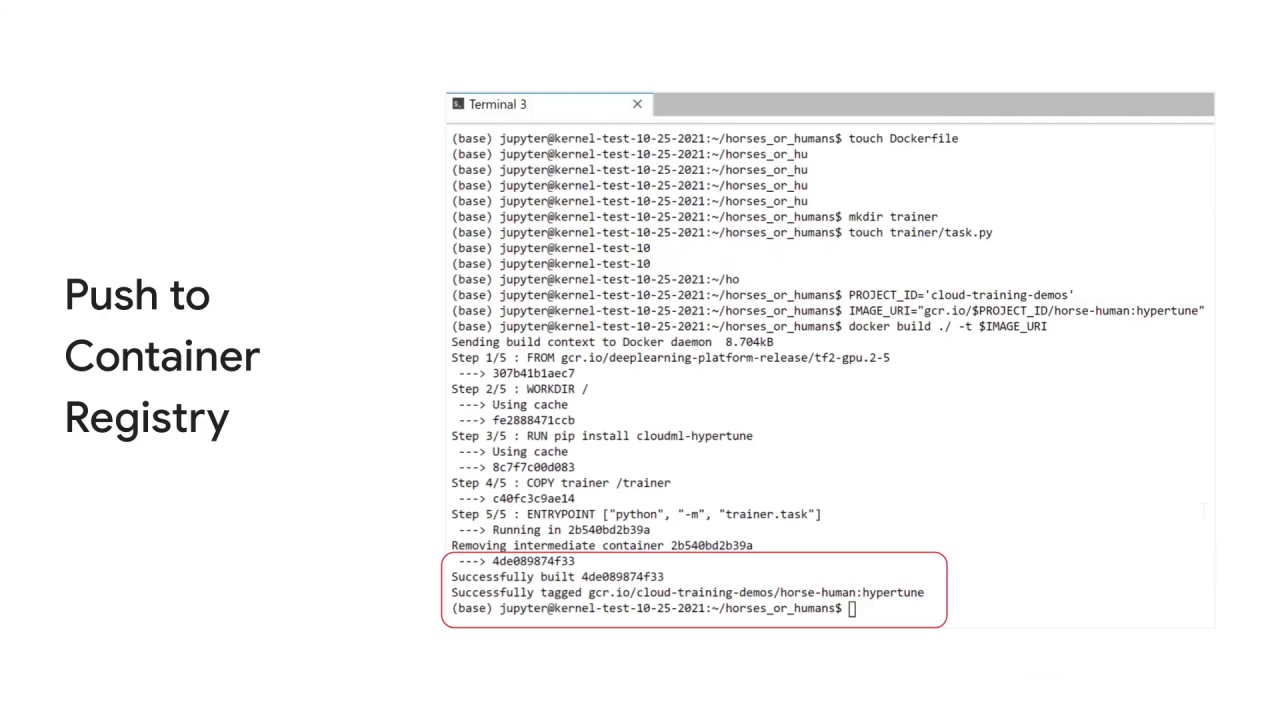 Push to
Container
Registry
Terminal 3
(base) jupyter@kernel-test-10-25-2021:~/horses_or_humans$ touch Dockerfile
(base) jupyter@kernel-test-10-25-2021:~/horses_or_hu
(base) jupyter@kernel-test-10-25-2021:~/horses_or_hu
(base) jupyter@kernel-test-10-25-2021:~/horses_or_hu
(base) jupyter@kernel-test-10-25-2021:~/horses_or_hu
(base) jupyter@kernel-test-10-25-2021:~/horses_or_humans$ mkdir trainer
(base) jupyter@kernel-test-10-25-2021:~/horses_or_humans$ touch trainer/task.py
(base) jupyter@kernel-test-10
(base) jupyter@kernel-test-10
(base) jupyter@kernel-test-10-25-2021:~/ho
(base) jupyter@kernel-test-10-25-2021:~/horses_or_humans$ PROJECT_ID='cloud-training-demos'
(base) jupyter@kernel-test-10-25-2021:~/horses_or_humans$ IMAGE_URI="gcr.io/$PROJECT_ID/horse-human:hypertune"
(base) jupyter@kernel-test-10-25-2021:~/horses_or_humans$ docker build ./ -t $IMAGE_URI
Sending build context to Docker daemon  8.704kB
Step 1/5 : FROM gcr.io/deeplearning-platform-release/tf2-gpu.2-5
 ---> 307b41b1aec7
Step 2/5 : WORKDIR /
 ---> Using cache
 ---> fe2888471ccb
Step 3/5 : RUN pip install cloudml-hypertune
 ---> Using cache
 ---> 8c7f7c00d083
Step 4/5 : COPY trainer /trainer
 ---> c40fc3c9ae14
Step 5/5 : ENTRYPOINT ["python", "-m", "trainer.task"]
 ---> Running in 2b540bd2b39a
Removing intermediate container 2b540bd2b39a
 ---> 4de089874f33
Successfully built 4de089874f33
Successfully tagged gcr.io/cloud-training-demos/horse-human:hypertune
(base) jupyter@kernel-test-10-25-2021:~/horses_or_humans$